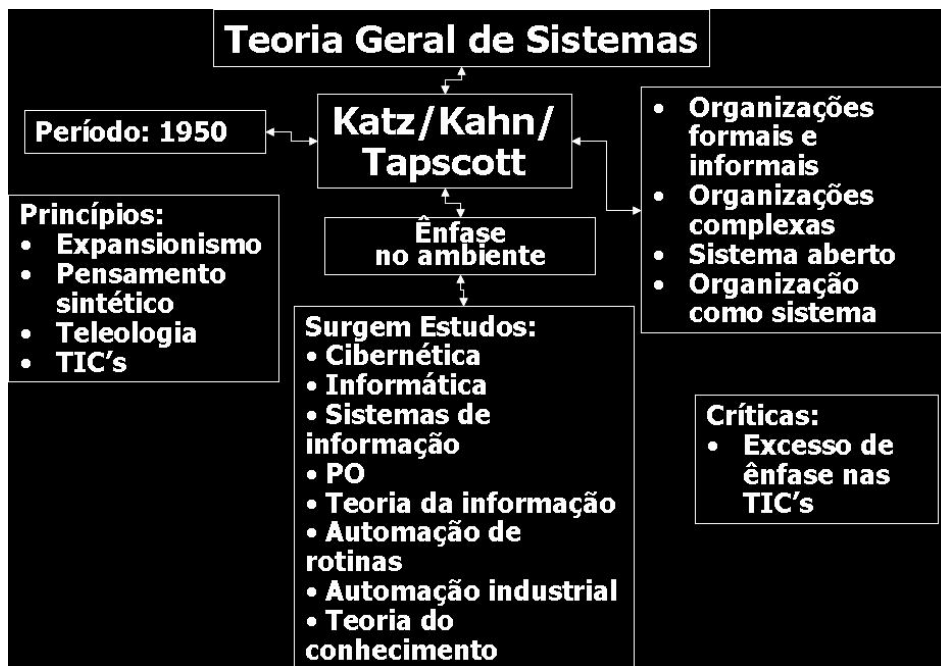 Teoria Geral de Sistemas
Katz/Kahn/
Tapscott
Período: 1950
• Organizações
formais e
informais
• Organizações
complexas
• Sistema aberto
• Organização
como sistema
Princípios:
• Expansionismo
• Pensamento
sintético
• Teleologia
• TIC’s
Ênfase
no ambiente
Surgem Estudos:
• Cibernética
• Informática
• Sistemas de
informação
• PO
• Teoria da informação
• Automação de
rotinas
• Automação industrial
• Teoria do
conhecimento
Críticas:
• Excesso de
ênfase nas
TIC’s